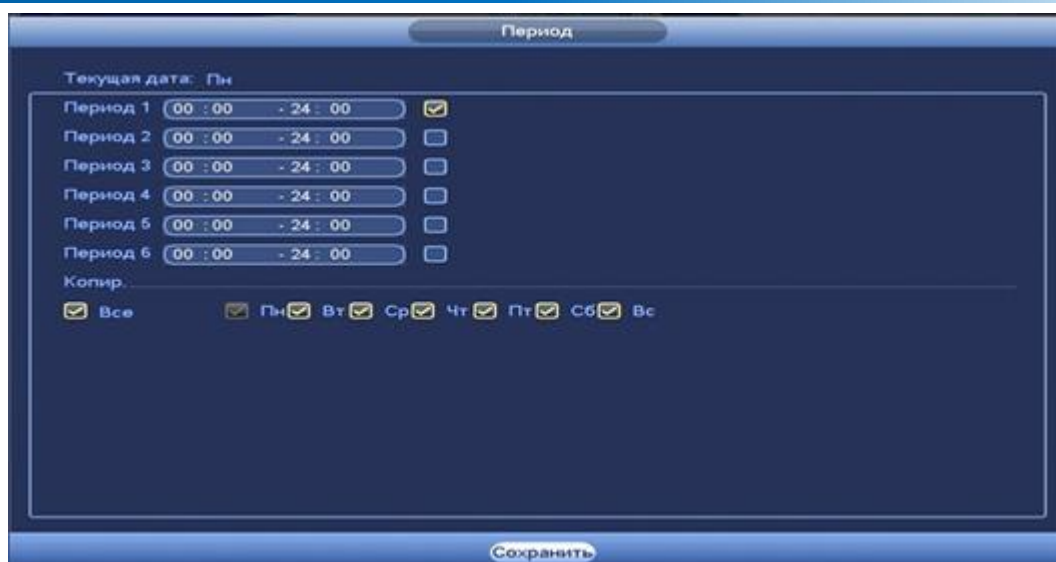 Период
Текущая дата: Пн
Период 1 00 : 00 - 24 : 00
Период 2 00 : 00 - 24 : 00
Период 3 00 : 00 - 24 : 00
Период 4 00 : 00 - 24 : 00
Период 5 00 : 00 - 24 : 00
Период 6 00 : 00 - 24 : 00
Копир.
Все Пн Вт Ср Чт Пт Сб Вс
Сохранить